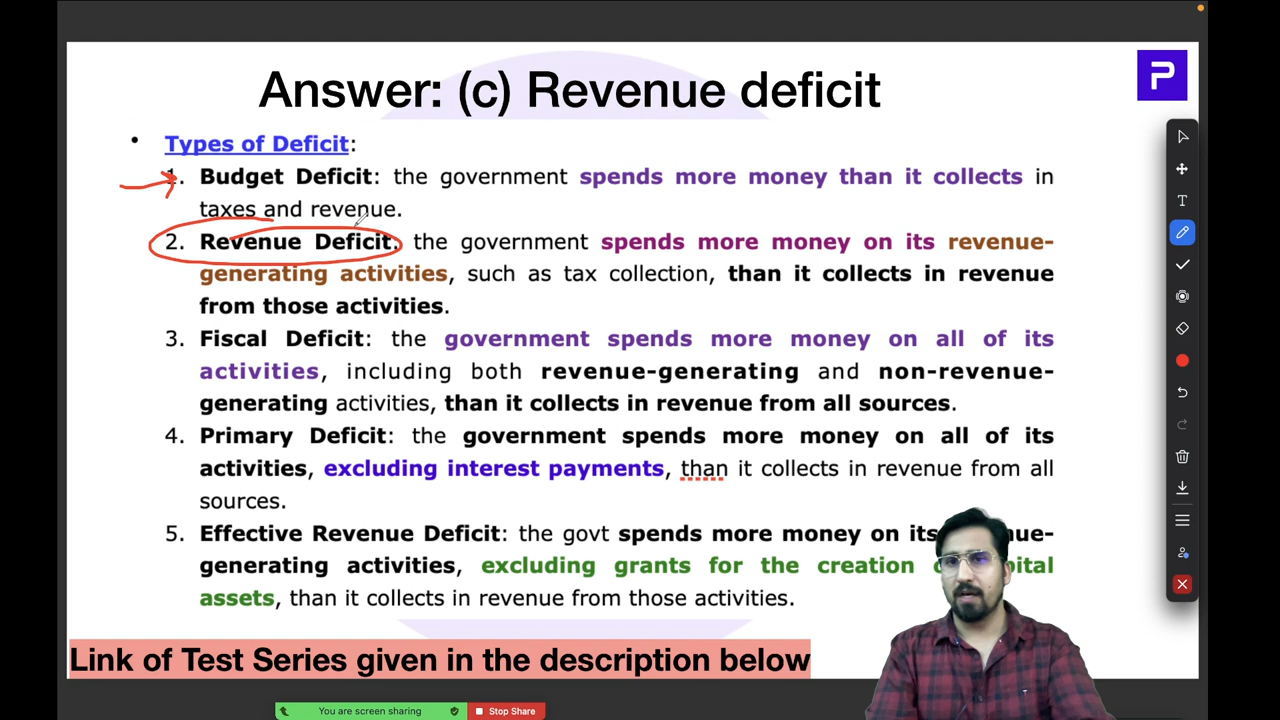 Answer: (c) Revenue deficit
P
• Types of Deficit:
1. Budget Deficit: the government spends more money than it collects in
taxes and revenue.
2. Revenue Deficit: the government spends more money on its revenue-
generating activities, such as tax collection, than it collects in revenue
from those activities.
3. Fiscal Deficit: the government spends more money on all of its
activities, including both revenue-generating and non-revenue-
generating activities, than it collects in revenue from all sources.
4. Primary Deficit: the government spends more money on all of its
activities, excluding interest payments, than it collects in revenue from all
sources.
5. Effective Revenue Deficit: the govt spends more money on its
generating activities, excluding grants for the creation
assets, than it collects in revenue from those activities.
Link of Test Series given in the description below
You are screen sharing
Stop Share